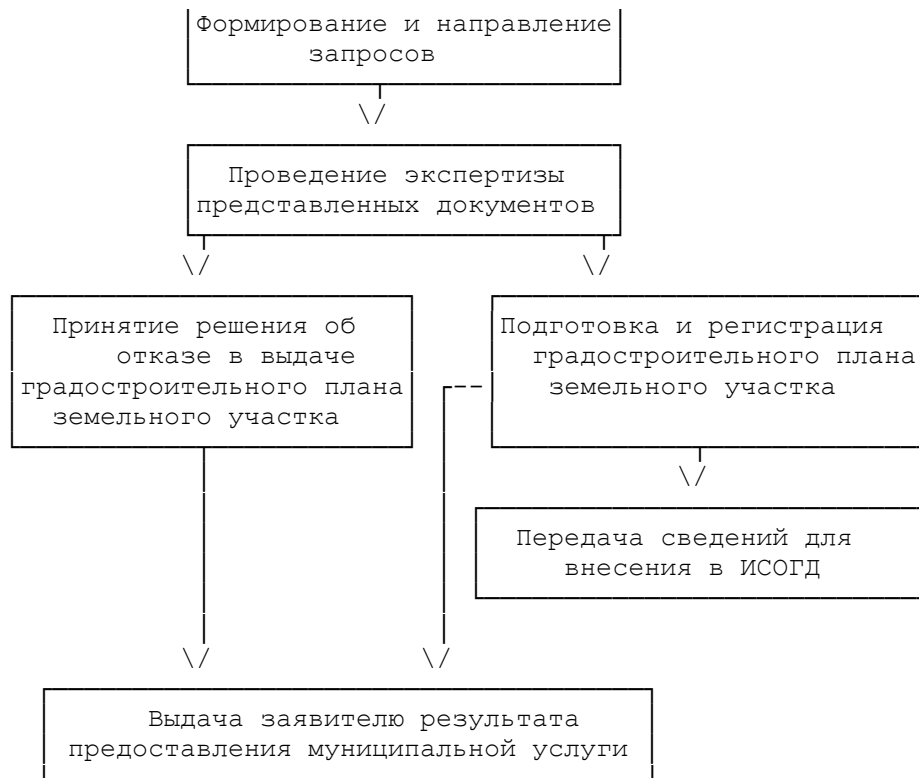 Формирование и направление
запросов
Проведение экспертизы
представленных документов
Принятие решения об
отказе в выдаче
градостроительного плана
земельного участка
Подготовка и регистрация
градостроительного плана
земельного участка
Передача сведений для
внесения в ИСОГД
Выдача заявителю результата
предоставления муниципальной услуги